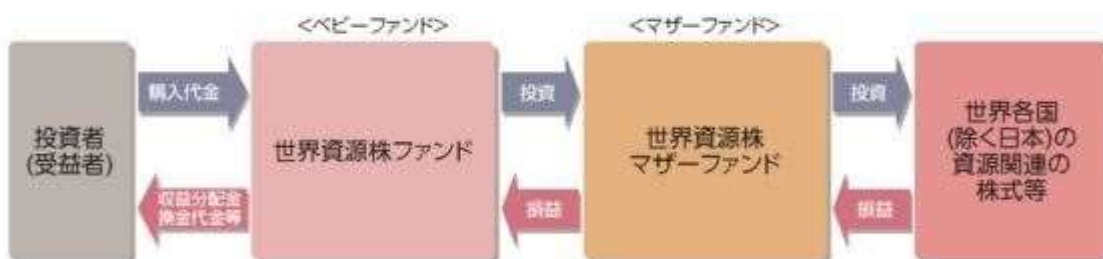 <ベビーファンド>
<マザーファンド>
投資者
(受益者)
購入代金
収益分配金
換金代金等
世界資源株ファンド
投資
損益
世界資源株
マザーファンド
投資
損益
世界各国
(除く日本)の
資源関連の
株式等